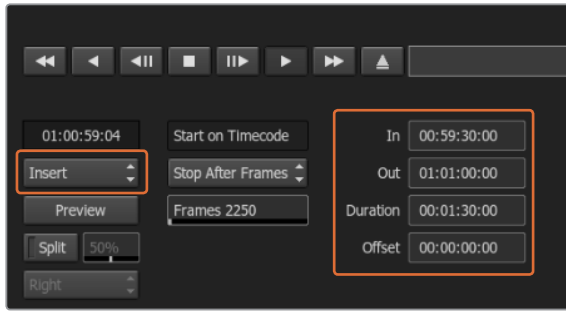 01:00:59:04 Start on Timecode In 00:59:30:00
Insert Stop After Frames Out 01:01:00:00
Preview Frames 2250 Duration 00:01:30:00
Split 50% Offset 00:00:00:00
Right